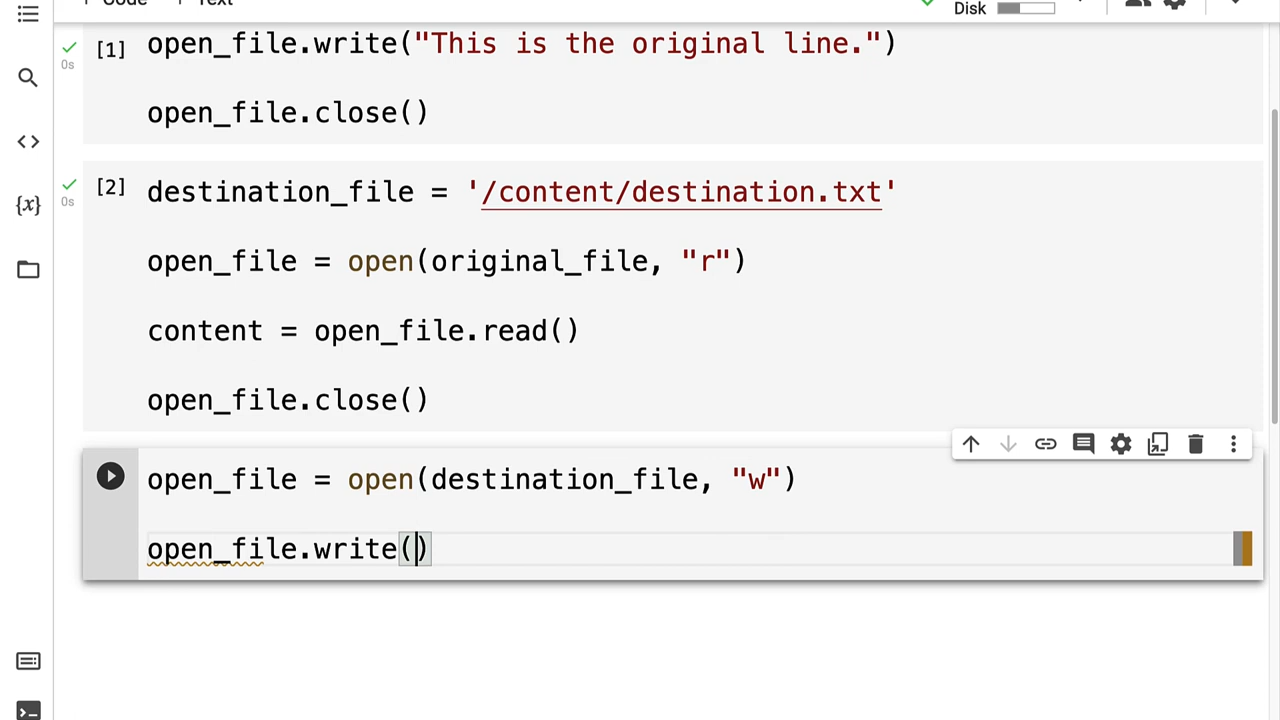 + Code + Text
Disk
[1] open_file.write("This is the original line.")
0s
open_file.close()
[2] destination_file = '/content/destination.txt'
0s
open_file = open(original_file, "r")
content = open_file.read()
open_file.close()
open_file = open(destination_file, "w")
open_file.write()